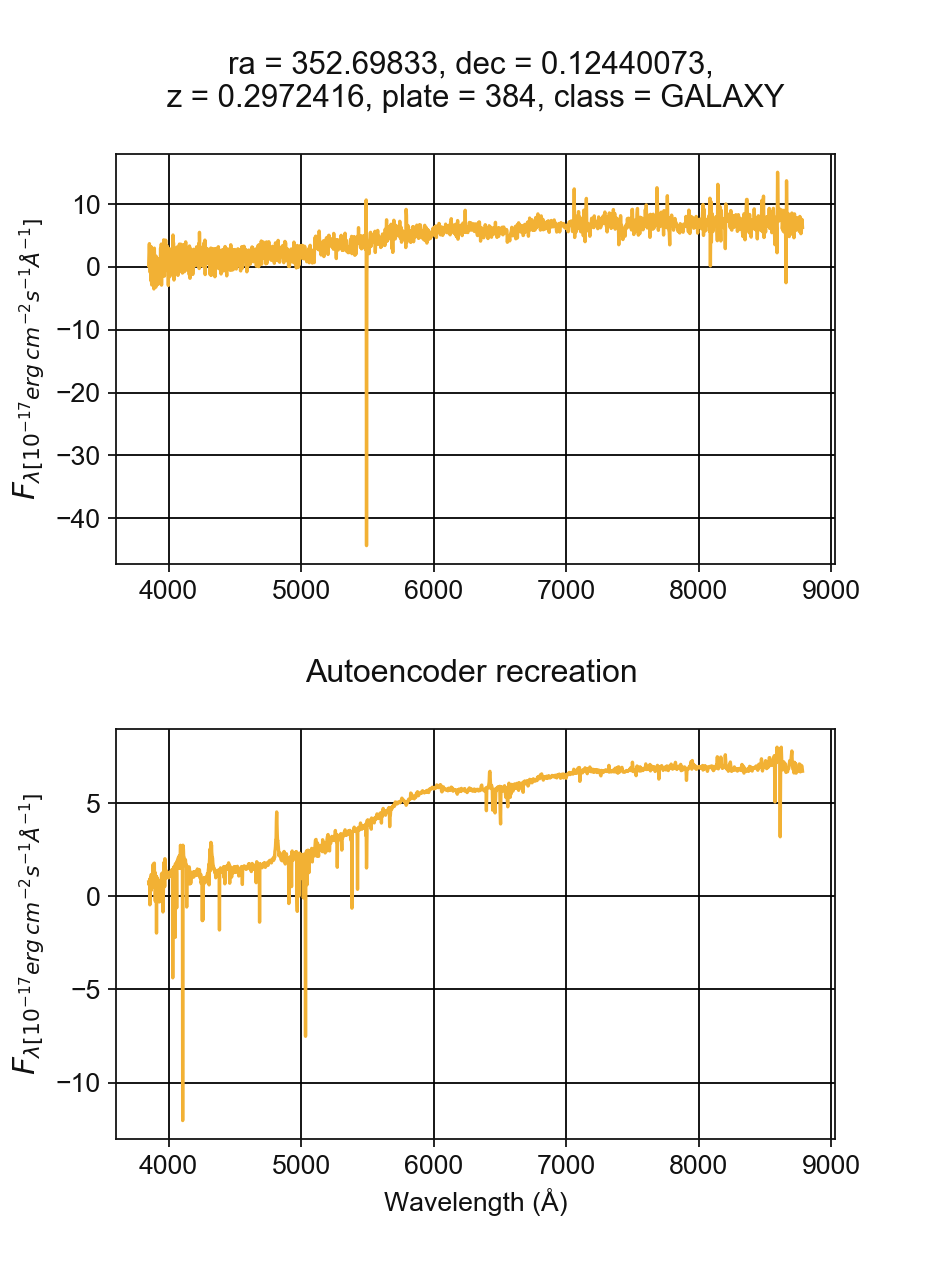 ra = 352.69833, dec = 0.12440073,
z = 0.2972416, plate = 384, class = GALAXY
F_{λ[10^{−17}erg cm^{−2}s^{−1}Å^{−1}]}
10
0
−10
−20
−30
−40
4000 5000 6000 7000 8000 9000
Autoencoder recreation
F_{λ[10^{−17}erg cm^{−2}s^{−1}Å^{−1}]}
5
0
−5
−10
4000 5000 6000 7000 8000 9000
Wavelength (Å)